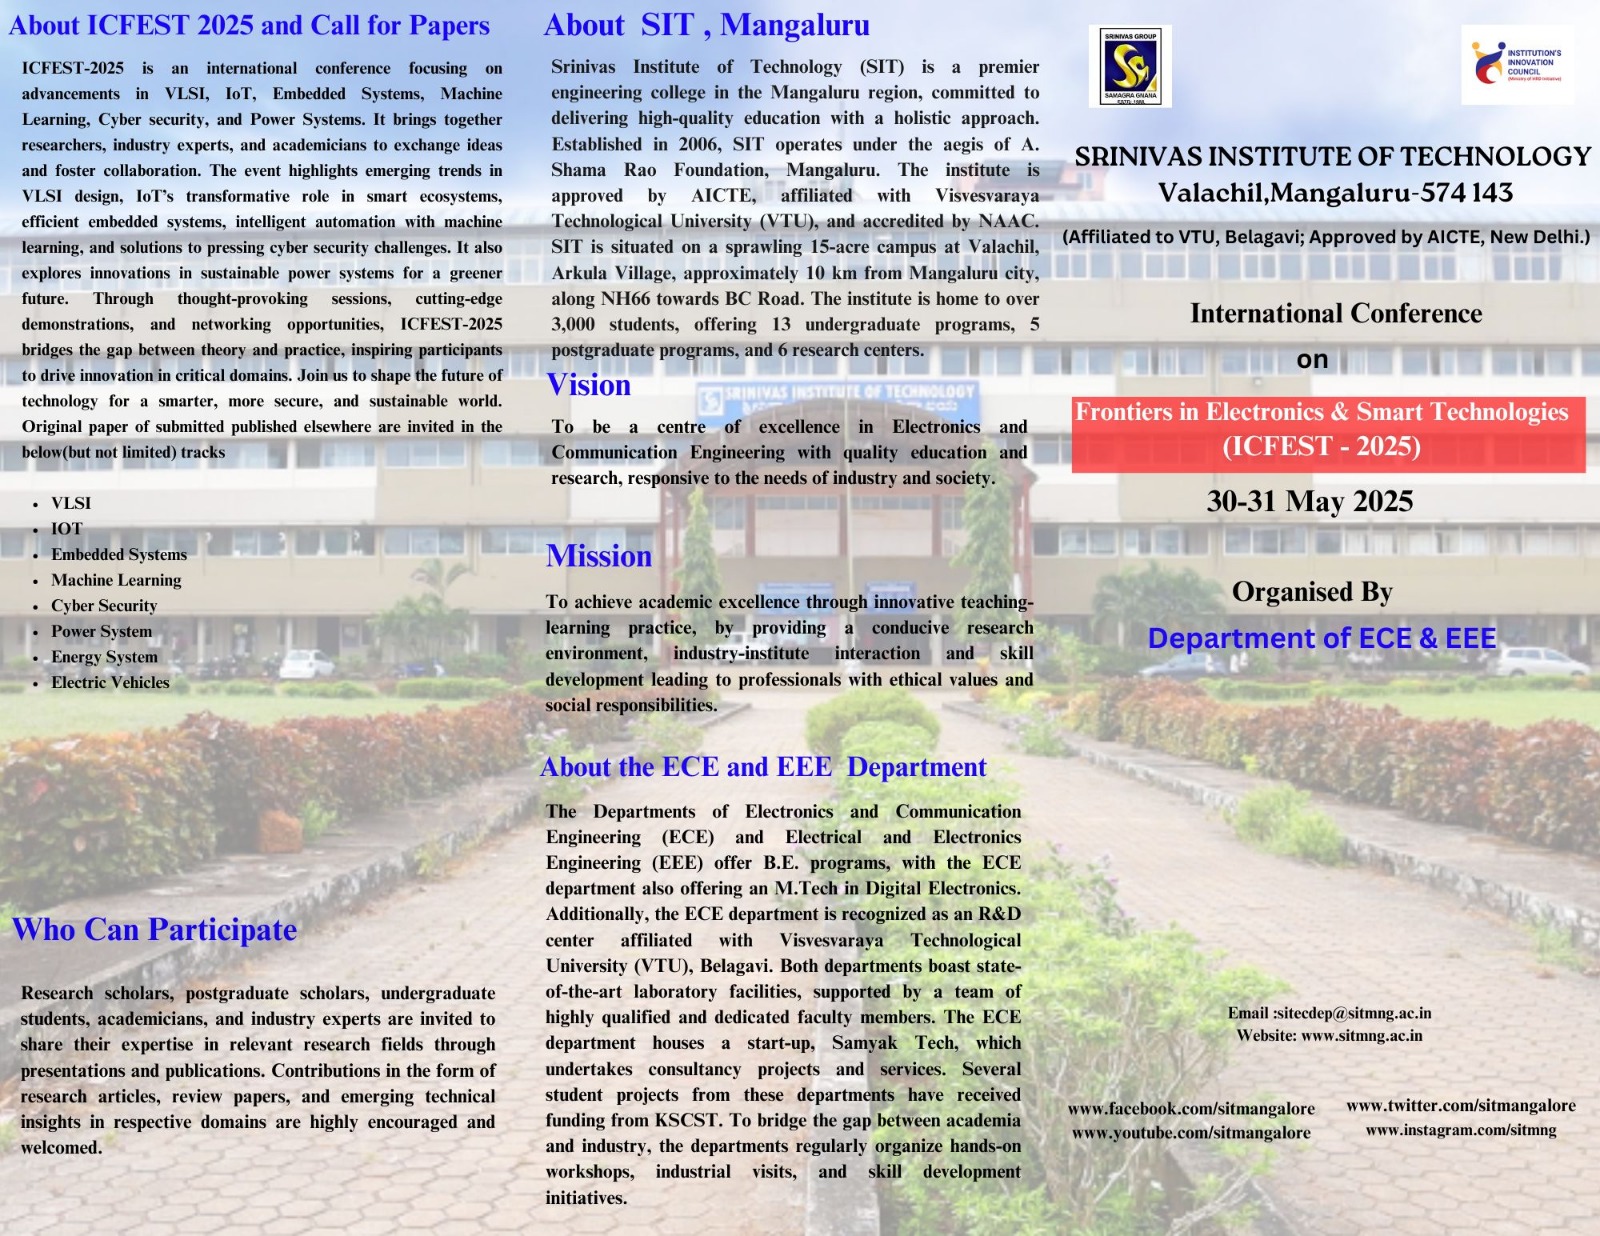 About ICFEST 2025 and Call for Papers
ICFEST-2025 is an international conference focusing on
advancements in VLSI, IoT, Embedded Systems, Machine
Learning, Cyber security, and Power Systems. It brings together
researchers, industry experts, and academicians to exchange ideas
and foster collaboration. The event highlights emerging trends in
VLSI design, IoT's transformative role in smart ecosystems,
efficient embedded systems, intelligent automation with machine
learning, and solutions to pressing cyber security challenges. It also
explores innovations in sustainable power systems for a greener
future. Through thought-provoking sessions, cutting-edge
demonstrations, and networking opportunities, ICFEST-2025
bridges the gap between theory and practice, inspiring participants
to drive innovation in critical domains. Join us to shape the future of
technology for a smarter, more secure, and sustainable world.
Original paper of submitted published elsewhere are invited in the
below(but not limited) tracks
• VLSI
• IOT
• Embedded Systems
• Machine Learning
• Cyber Security
• Power System
• Energy System
• Electric Vehicles
Who Can Participate
Research scholars, postgraduate scholars, undergraduate
students, academicians, and industry experts are invited to
share their expertise in relevant research fields through
presentations and publications. Contributions in the form of
research articles, review papers, and emerging technical
insights in respective domains are highly encouraged and
welcomed.
About SIT , Mangaluru
Srinivas Institute of Technology (SIT) is a premier
engineering college in the Mangaluru region, committed to
delivering high-quality education with a holistic approach.
Established in 2006, SIT operates under the aegis of A.
Shama Rao Foundation, Mangaluru. The institute is
approved by AICTE, affiliated with Visvesvaraya
Technological University (VTU), and accredited by NAAC.
SIT is situated on a sprawling 15-acre campus at Valachil,
Arkula Village, approximately 10 km from Mangaluru city,
along NH66 towards BC Road. The institute is home to over
3,000 students, offering 13 undergraduate programs, 5
postgraduate programs, and 6 research centers.
Vision
SRINIVAS INSTITUTE OF TECHNOLOGY
To be a centre of excellence in Electronics and
Communication Engineering with quality education and
research, responsive to the needs of industry and society.
Mission
To achieve academic excellence through innovative teaching-
learning practice, by providing a conducive research
environment, industry-institute interaction and skill
development leading to professionals with ethical values and
social responsibilities.
About the ECE and EEE Department
The Departments of Electronics and Communication
Engineering (ECE) and Electrical and Electronics
Engineering (EEE) offer B.E. programs, with the ECE
department also offering an M.Tech in Digital Electronics.
Additionally, the ECE department is recognized as an R&D
center affiliated with Visvesvaraya Technological
University (VTU), Belagavi. Both departments boast state-
of-the-art laboratory facilities, supported by a team of
highly qualified and dedicated faculty members. The ECE
department houses a start-up, Samyak Tech, which
undertakes consultancy projects and services. Several
student projects from these departments have received
funding from KSCST. To bridge the gap between academia
and industry, the departments regularly organize hands-on
workshops, industrial visits, and skill development
initiatives.
SRINIVAS GROUP
SAMAGRA GNANA
ESTD: 1988
INSTITUTION'S
INNOVATION
COUNCIL
(Ministry of HRD Initiative)
SRINIVAS INSTITUTE OF TECHNOLOGY
Valachil,Mangaluru-574 143
(Affiliated to VTU, Belagavi; Approved by AICTE, New Delhi.)
International Conference
on
Frontiers in Electronics & Smart Technologies
(ICFEST - 2025)
30-31 May 2025
Organised By
Department of ECE & EEE
Email :sitecdep@sitmng.ac.in
Website: www.sitmng.ac.in
www.facebook.com/sitmangalore
www.youtube.com/sitmangalore
www.twitter.com/sitmangalore
www.instagram.com/sitmng